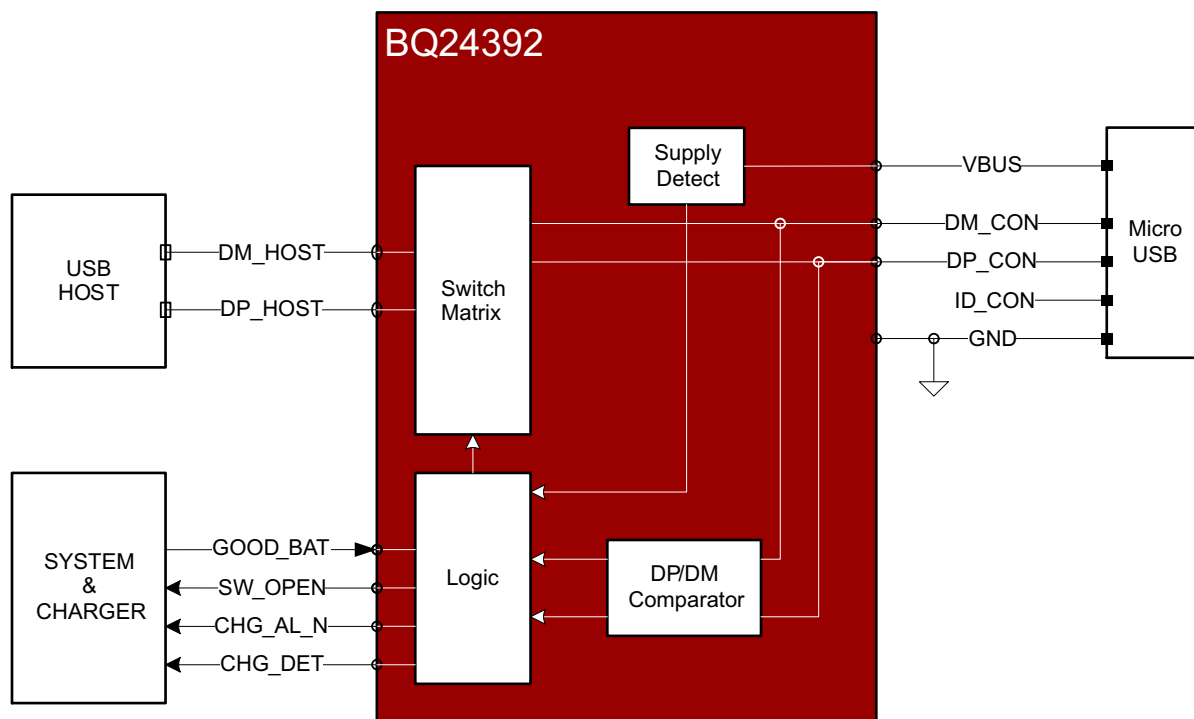 BQ24392
Supply
Detect
VBUS
DM_CON
DP_CON
ID_CON
GND
Micro
USB
USB
HOST
DM_HOST
DP_HOST
Switch
Matrix
SYSTEM
&
CHARGER
GOOD_BAT
SW_OPEN
CHG_AL_N
CHG_DET
Logic
DP/DM
Comparator